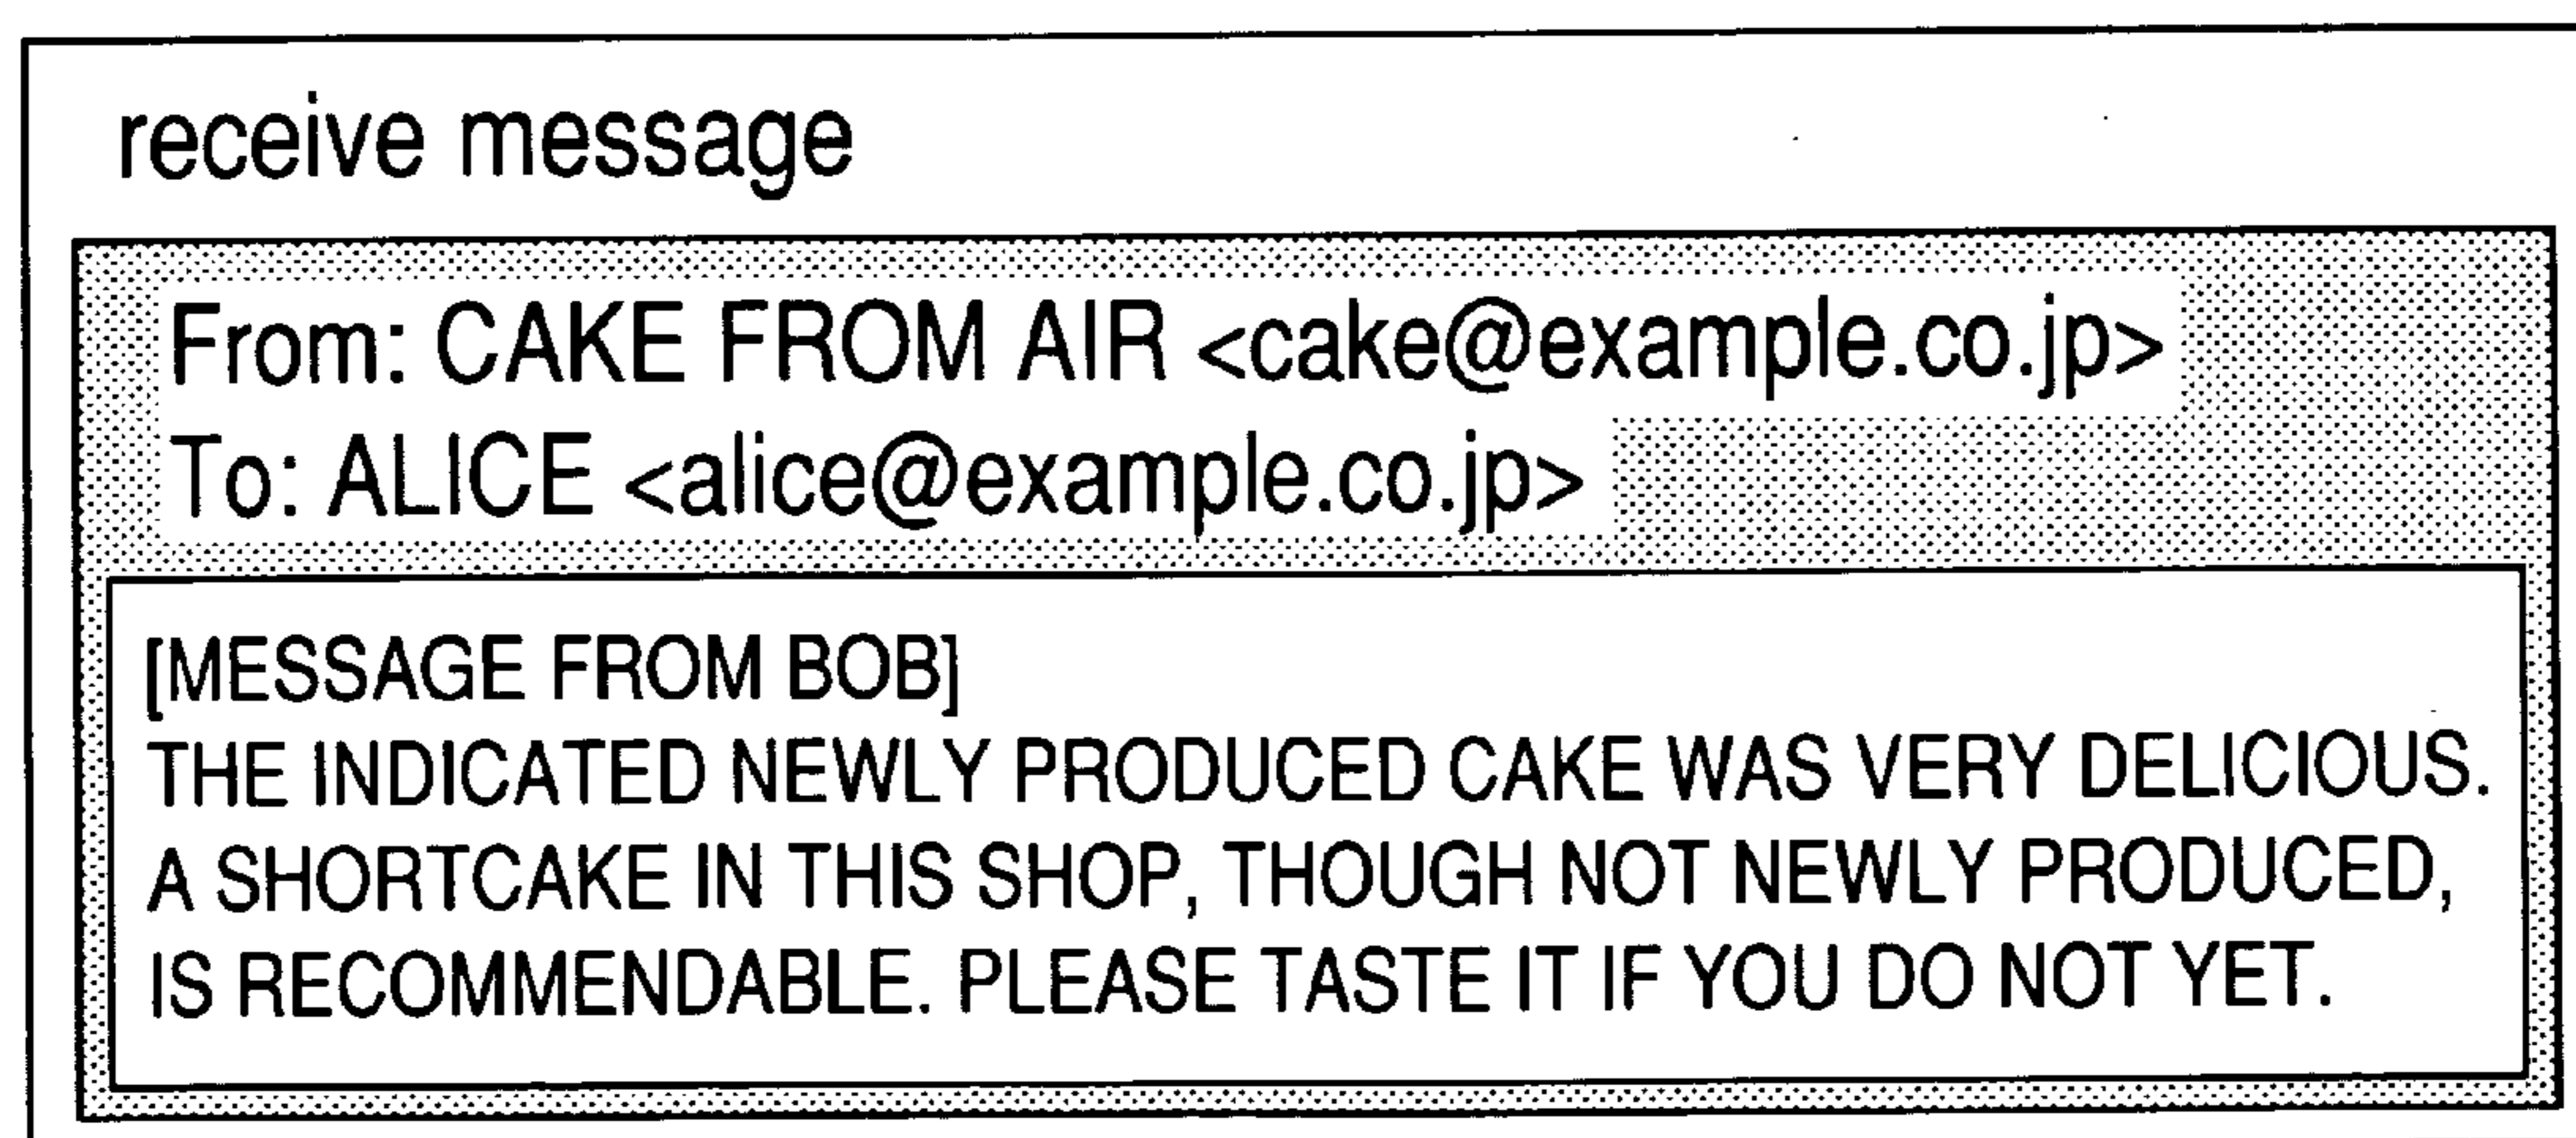 receive message
From: CAKE FROM AIR <cake@example.co.jp>
To: ALICE <alice@example.co.jp>
[MESSAGE FROM BOB]
THE INDICATED NEWLY PRODUCED CAKE WAS VERY DELICIOUS.
A SHORTCAKE IN THIS SHOP, THOUGH NOT NEWLY PRODUCED,
IS RECOMMENDABLE. PLEASE TASTE IT IF YOU DO NOT YET.